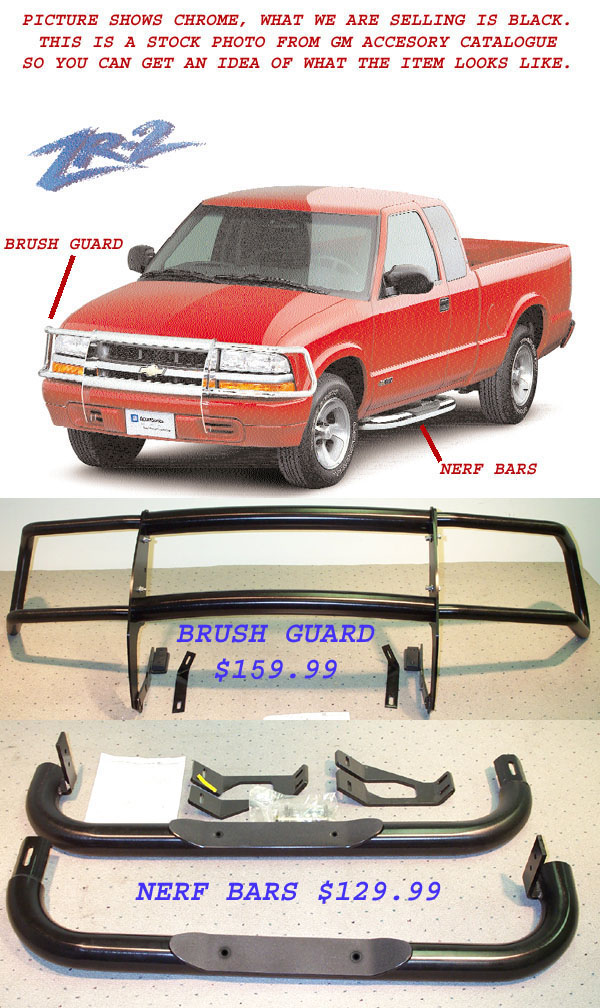 PICTURE SHOWS CHROME, WHAT WE ARE SELLING IS BLACK.
THIS IS A STOCK PHOTO FROM GM ACCESORY CATALOGUE
SO YOU CAN GET AN IDEA OF WHAT THE ITEM LOOKS LIKE.
ZR-2
BRUSH GUARD
NERF BARS
BRUSH GUARD
$159.99
NERF BARS $129.99